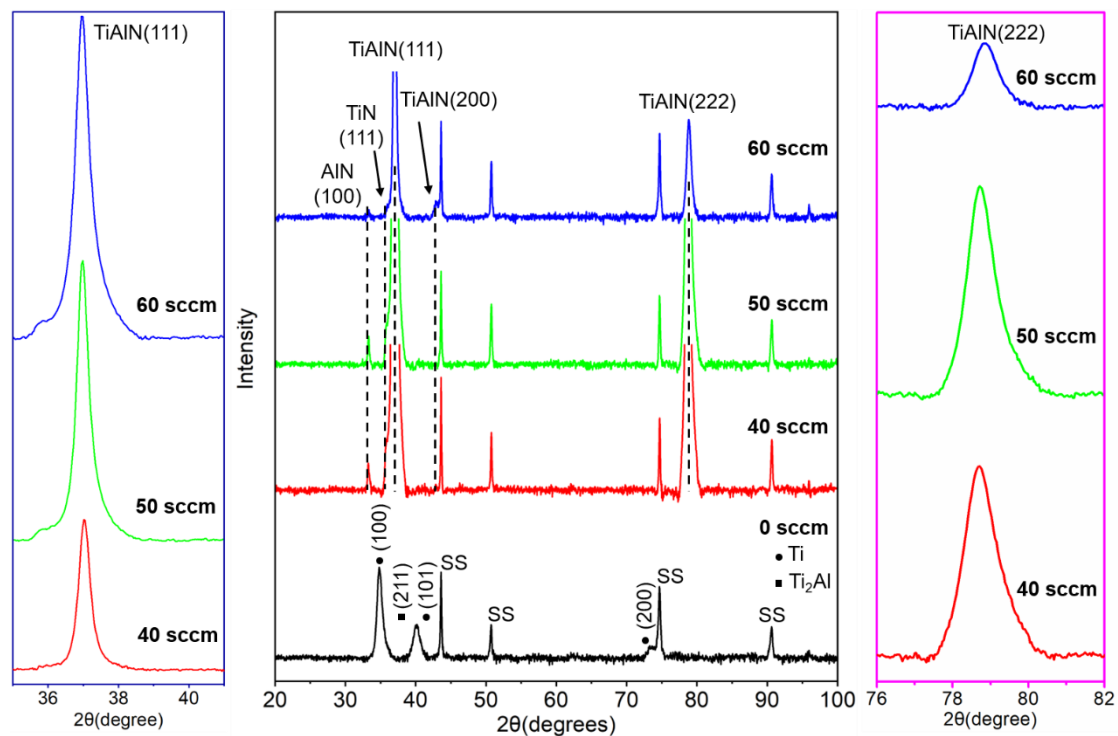 TiAlN(111)
60 sccm
50 sccm
40 sccm
36
38
40
2θ(degree)
Intensity
TiAlN(111)
TiAlN(200)
TiN
(111)
AlN
(100)
TiAlN(222)
60 sccm
50 sccm
40 sccm
0 sccm
● Ti
■ Ti₂Al
● (100)
■ (211)
● (101)
SS
SS
● (200)
SS
SS
20
30
40
50
60
70
80
90
100
2θ(degrees)
TiAlN(222)
60 sccm
50 sccm
40 sccm
76
78
80
82
2θ(degree)